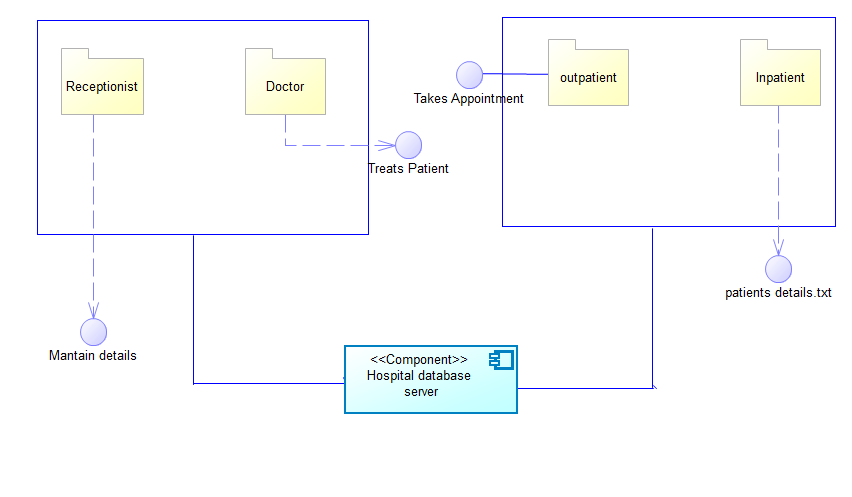 Receptionist
Doctor
outpatient
Inpatient
Takes Appointment
Treats Patient
patients details.txt
Mantain details
<<Component>>
Hospital database
server